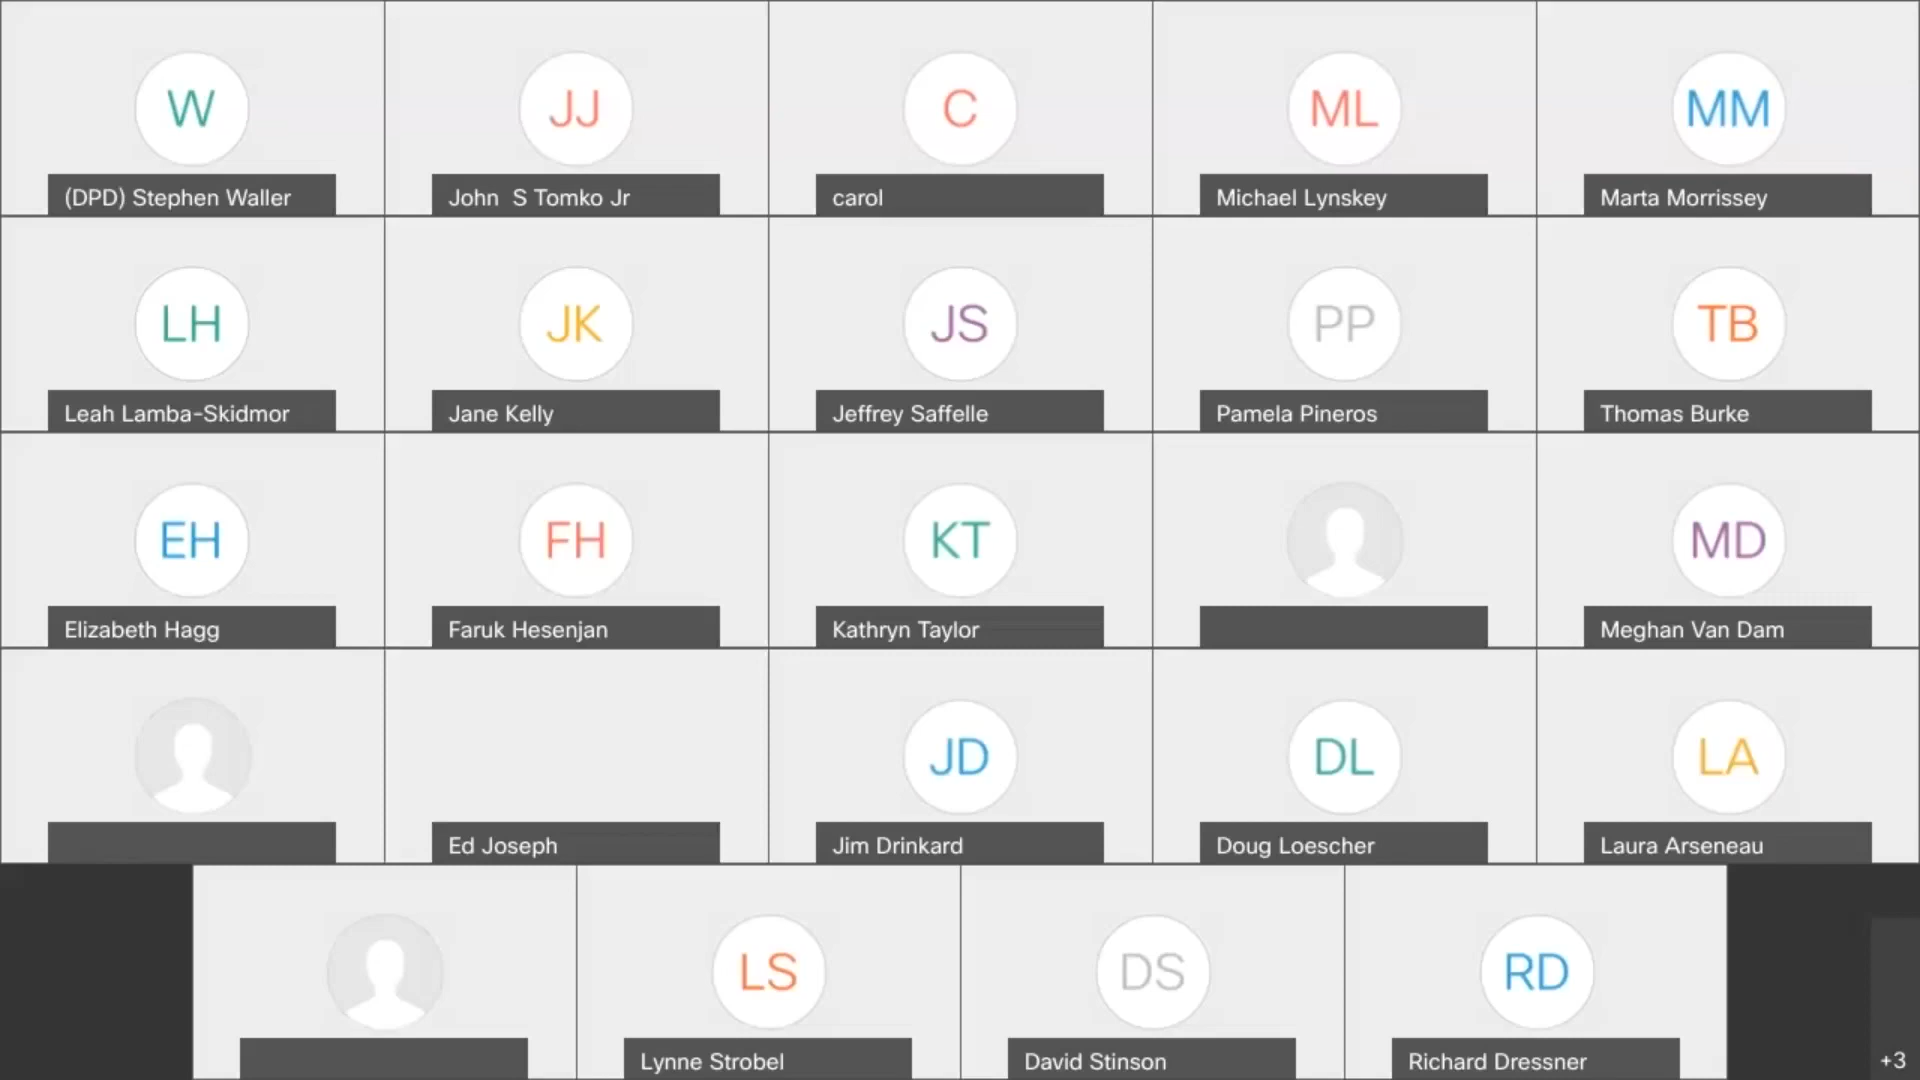 W
JJ
C
ML
MM
(DPD) Stephen Waller
John  S Tomko Jr
carol
Michael Lynskey
Marta Morrissey
LH
JK
JS
PP
TB
Leah Lamba-Skidmor
Jane Kelly
Jeffrey Saffelle
Pamela Pineros
Thomas Burke
EH
FH
KT
MD
Elizabeth Hagg
Faruk Hesenjan
Kathryn Taylor
Meghan Van Dam
JD
DL
LA
Ed Joseph
Jim Drinkard
Doug Loescher
Laura Arseneau
LS
DS
RD
Lynne Strobel
David Stinson
Richard Dressner
+3